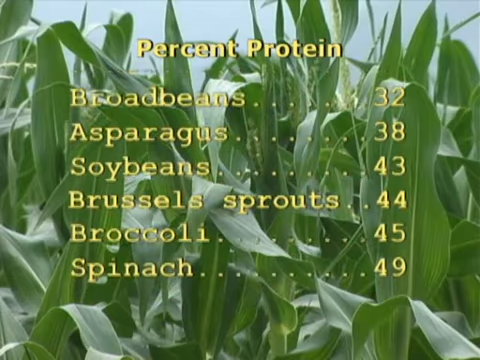 Percent Protein
Broadbeans......32
Asparagus.......38
Soybeans........43
Brussels sprouts..44
Broccoli.........45
Spinach..........49